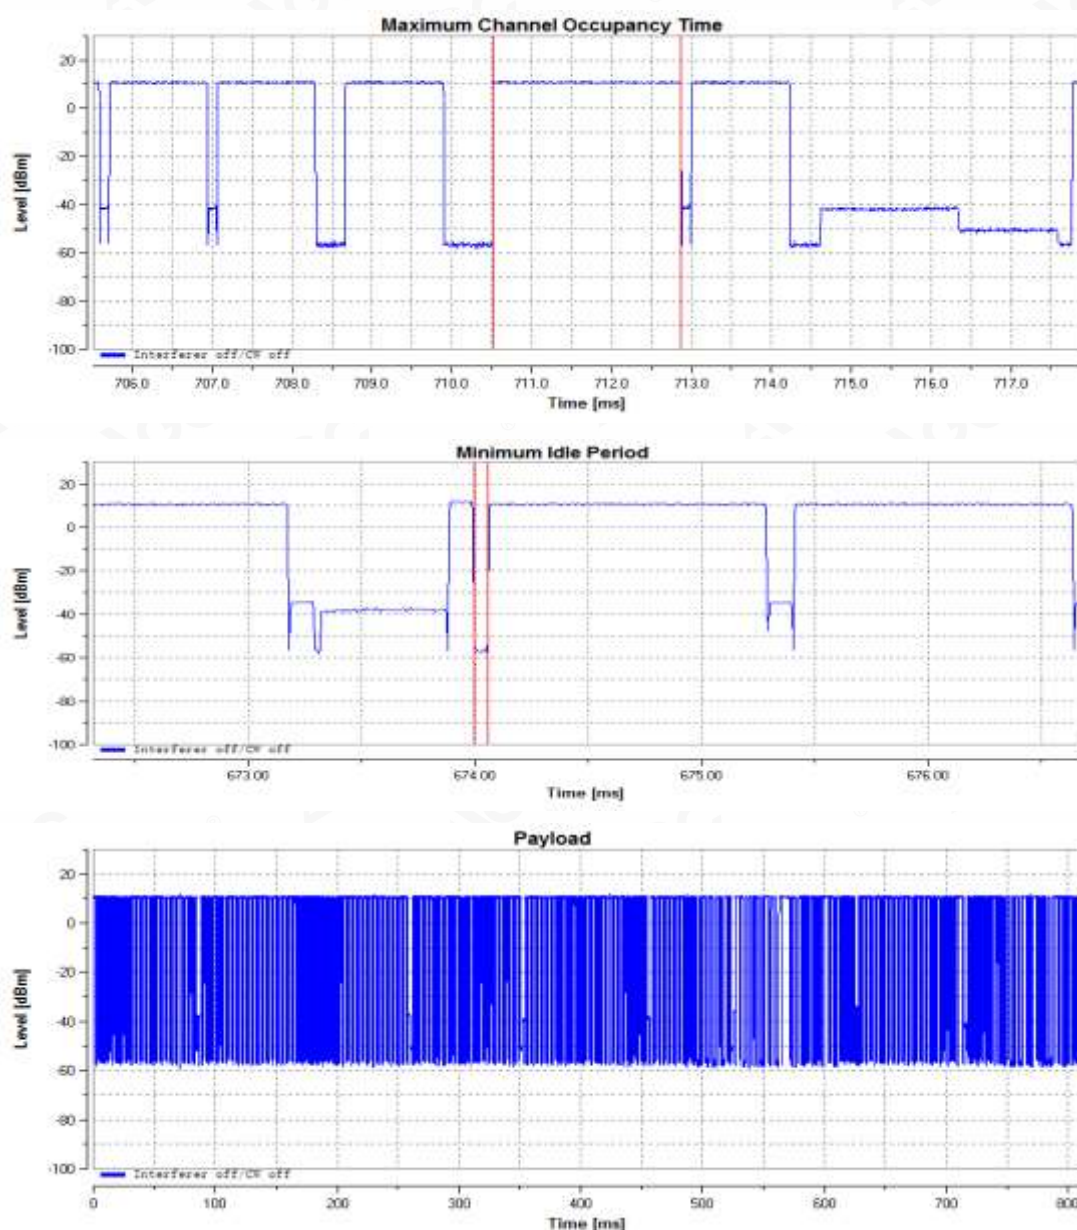 Maximum Channel Occupancy Time
20
0
-20
-40
-60
-80
-100
Level [dBm]
Interferer off/CW off
706.0 707.0 708.0 709.0 710.0 711.0 712.0 713.0 714.0 715.0 716.0 717.0
Time [ms]
Minimum Idle Period
20
0
-20
-40
-60
-80
-100
Level [dBm]
Interferer off/CW off
673.00 674.00 675.00 676.00
Time [ms]
Payload
20
0
-20
-40
-60
-80
-100
Level [dBm]
Interferer off/CW off
0 100 200 300 400 500 600 700 800
Time [ms]